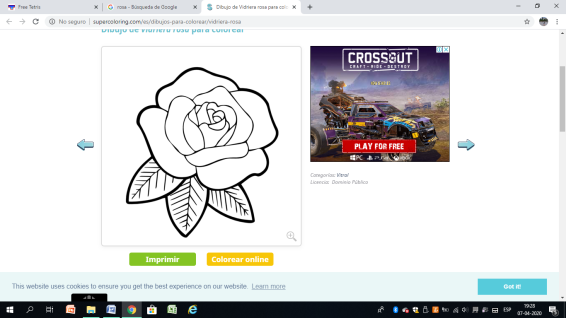 Free Tetris
rosa - Búsqueda de Google
Dibujo de Vidriera rosa para col
No seguro | supercoloring.com/es/dibujos-para-colorear/vidriera-rosa
Dibujo de Vidriera rosa para colorear
CROSSOUT
CRAFT • RIDE • DESTROY
PLAY FOR FREE
PC
Categorías: Vitral
Licencia: Dominio Público
Imprimir
Colorear online
This website uses cookies to ensure you get the best experience on our website. Learn more
Got it!
ESP
19:28
07-04-2020